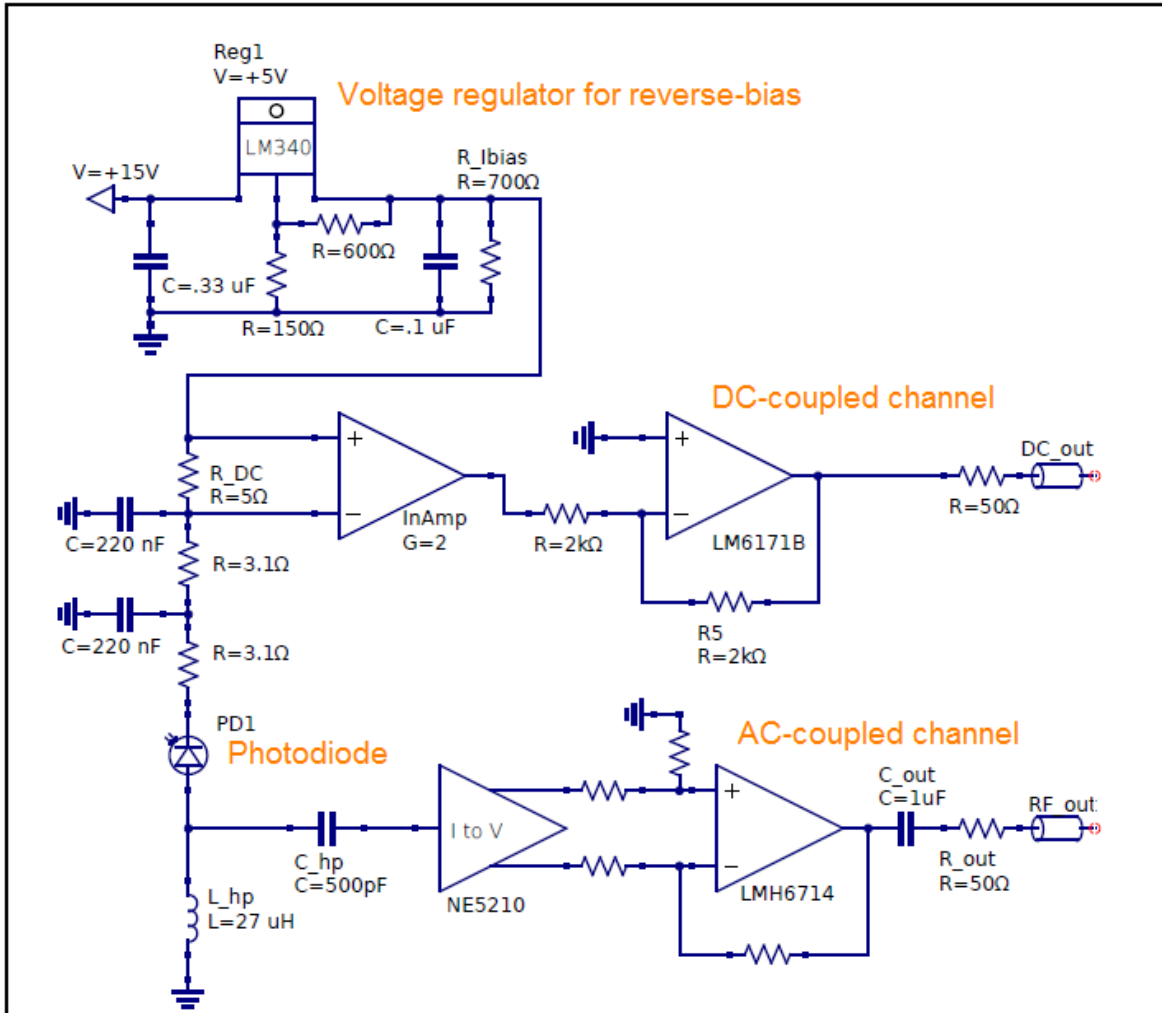 Reg1
V=+5V
Voltage regulator for reverse-bias
LM340
V=+15V
R_Ibias
R=700Ω
R=600Ω
C=.33 uF
R=150Ω
C=.1 uF
DC-coupled channel
DC_out
+
+
R_DC
R=5Ω
−
−
InAmp
G=2
R=2kΩ
LM6171B
R=50Ω
C=220 nF
R=3.1Ω
C=220 nF
R=3.1Ω
R5
R=2kΩ
PD1
Photodiode
AC-coupled channel
C_out
C=1uF
RF_out
+
I to V
−
C_hp
C=500pF
NE5210
LMH6714
R_out
R=50Ω
L_hp
L=27 uH